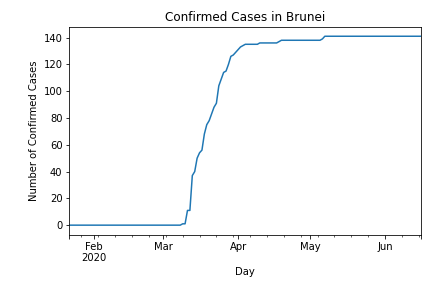 Confirmed Cases in Brunei
Number of Confirmed Cases
140
120
100
80
60
40
20
0
Feb
2020
Mar
Apr
May
Jun
Day